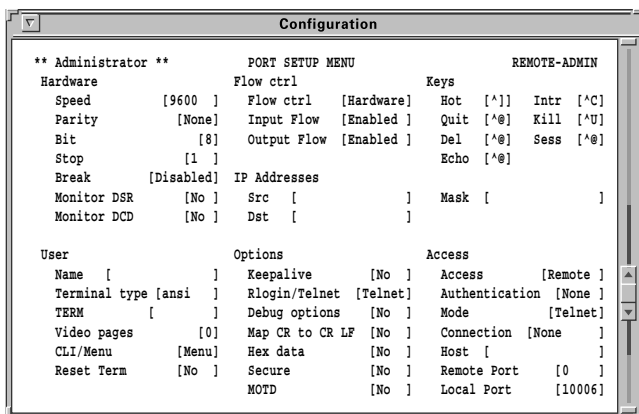 Configuration
** Administrator **          PORT SETUP MENU                    REMOTE-ADMIN
Hardware                  Flow ctrl                 Keys
Speed       [9600  ]      Flow ctrl    [Hardware]   Hot  [^]]   Intr [^C]
Parity        [None]      Input Flow   [Enabled ]   Quit [^@]   Kill [^U]
Bit              [8]      Output Flow  [Enabled ]   Del  [^@]   Sess [^@]
Stop           [1  ]                                Echo [^@]
Break     [Disabled]      IP Addresses
Monitor DSR    [No ]      Src  [              ]     Mask [              ]
Monitor DCD    [No ]      Dst  [              ]
User                      Options                   Access
Name  [            ]      Keepalive       [No  ]    Access       [Remote ]
Terminal type [ansi   ]   Rlogin/Telnet [Telnet]    Authentication [None ]
TERM       [       ]      Debug options   [No  ]    Mode          [Telnet]
Video pages      [0]      Map CR to CR LF [No  ]    Connection [None     ]
CLI/Menu      [Menu]      Hex data        [No  ]    Host [               ]
Reset Term   [No   ]      Secure          [No  ]    Remote Port    [0    ]
MOTD            [No  ]    Local Port     [10006]